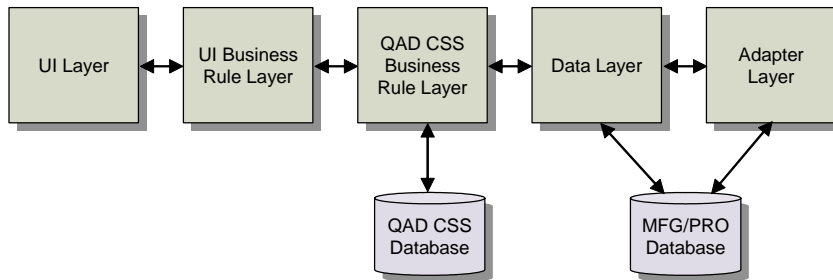 UI Layer
UI Business
Rule Layer
QAD CSS
Business
Rule Layer
Data Layer
Adapter
Layer
QAD CSS
Database
MFG/PRO
Database